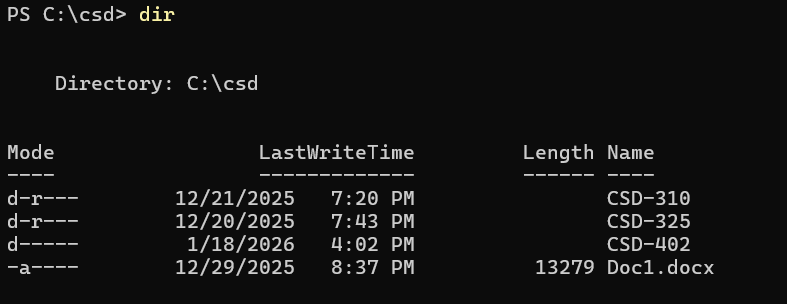 PS C:\csd> dir
Directory: C:\csd
Mode                 LastWriteTime         Length Name
----                 -------------         ------ ----
d-r---        12/21/2025   7:20 PM                CSD-310
d-r---        12/20/2025   7:43 PM                CSD-325
d-----         1/18/2026   4:02 PM                CSD-402
-a----        12/29/2025   8:37 PM          13279 Doc1.docx